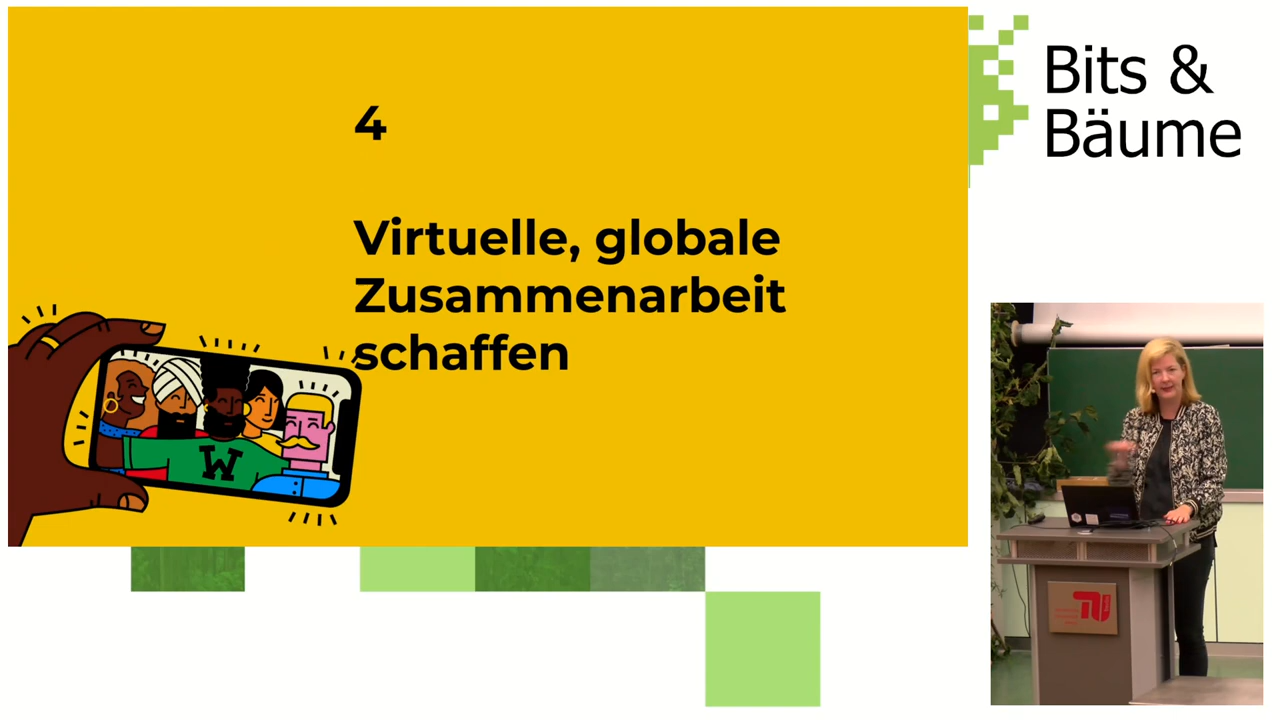 4
Virtuelle, globale
Zusammenarbeit
schaffen
W
Bits &
Bäume